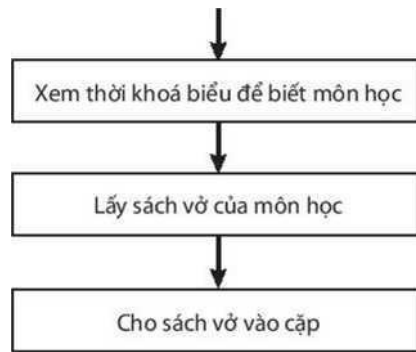 Xem thời khoá biểu để biết môn học
Lấy sách vở của môn học
Cho sách vở vào cặp